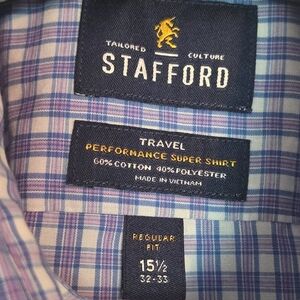 TAILORED CULTURE
STAFFORD
TRAVEL
PERFORMANCE SUPER SHIRT
60% COTTON 40% POLYESTER
MADE IN VIETNAM
REGULAR
FIT
15½
32-33